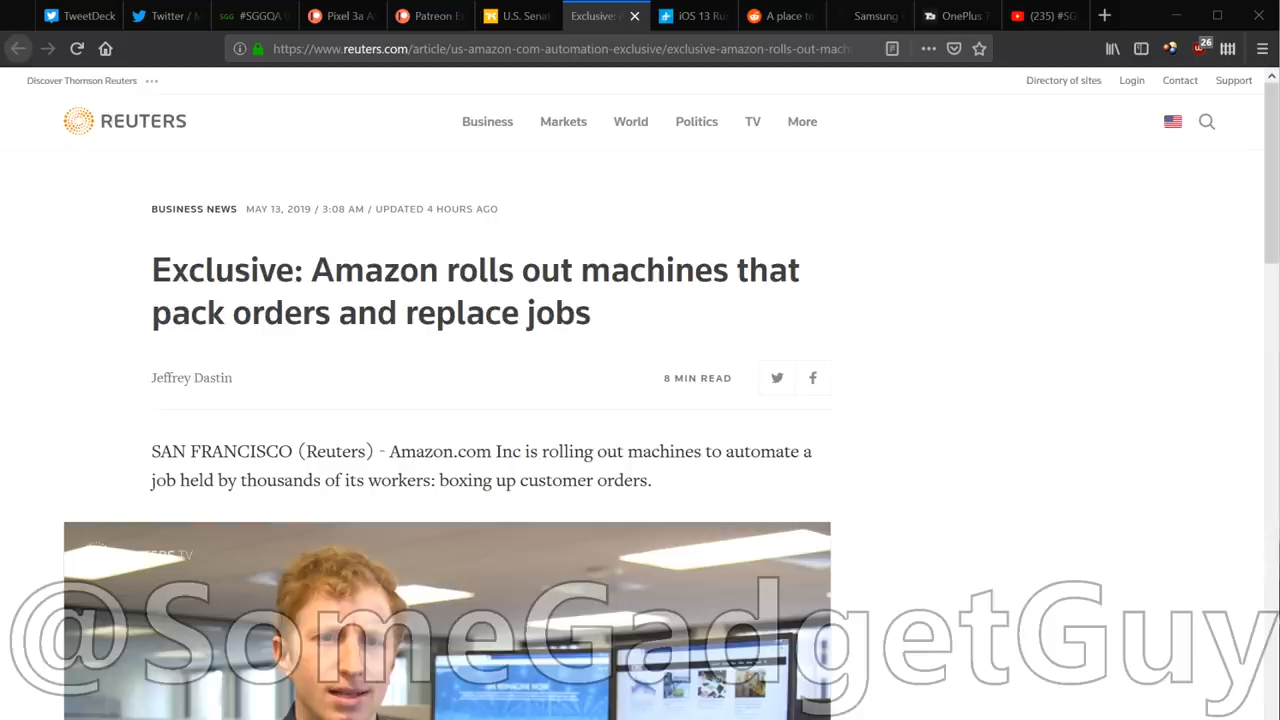 TweetDeck
Twitter / N
SGG #SGGQA
Pixel 3a A
Patreon E
U.S. Senat
Exclusive: A
iOS 13 Ru
A place to
Samsung
OnePlus 7
(235) #SG
https://www.reuters.com/article/us-amazon-com-automation-exclusive/exclusive-amazon-rolls-out-mach
26
Discover Thomson Reuters
Directory of sites Login Contact Support
REUTERS
Business Markets World Politics TV More
BUSINESS NEWS MAY 13, 2019 / 3:08 AM / UPDATED 4 HOURS AGO
Exclusive: Amazon rolls out machines that
pack orders and replace jobs
Jeffrey Dastin
8 MIN READ
SAN FRANCISCO (Reuters) - Amazon.com Inc is rolling out machines to automate a
job held by thousands of its workers: boxing up customer orders.
REUTERS TV
@SomeGadgetGuy